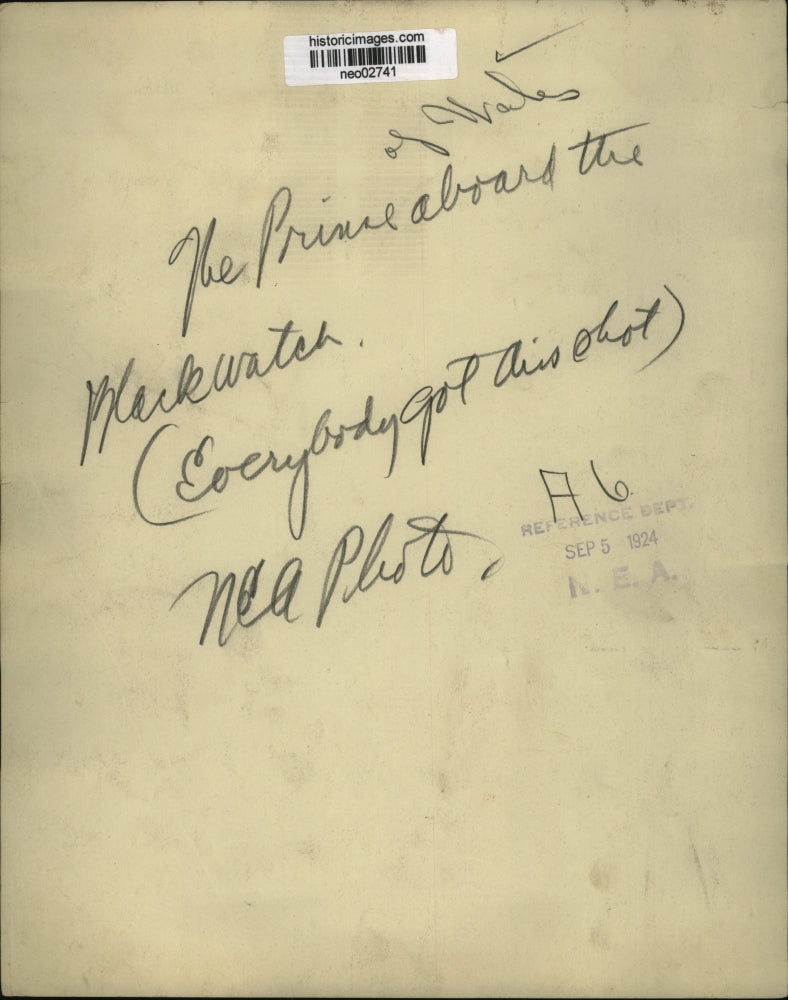 historicimages.com
neo02741
of Wales
The Prince aboard the
Blackwatch.
(Everybody got this shot)
A6
REFERENCE DEPT.
SEP 5 1924
N. E. A.
NEA Photo.